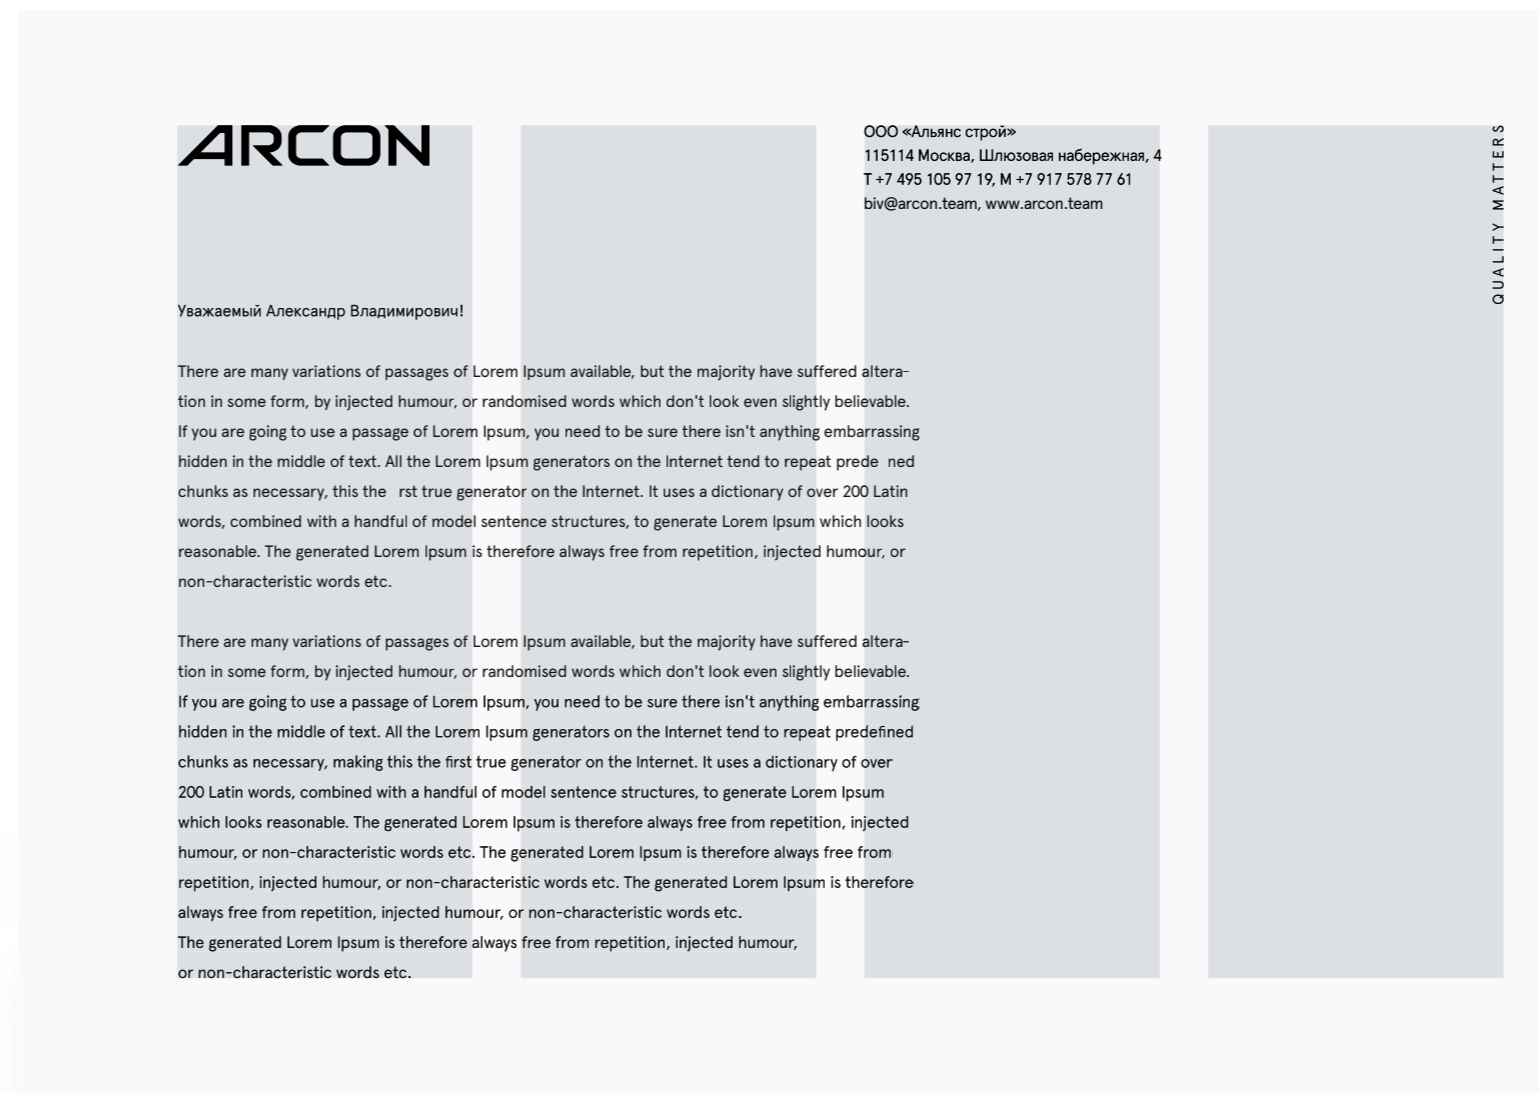 ARCON
ООО «Альянс строй»
115114 Москва, Шлюзовая набережная, 4
T +7 495 105 97 19, M +7 917 578 77 61
biv@arcon.team, www.arcon.team
QUALITY MATTERS
Уважаемый Александр Владимирович!
There are many variations of passages of Lorem Ipsum available, but the majority have suffered altera-
tion in some form, by injected humour, or randomised words which don't look even slightly believable.
If you are going to use a passage of Lorem Ipsum, you need to be sure there isn't anything embarrassing
hidden in the middle of text. All the Lorem Ipsum generators on the Internet tend to repeat prede ned
chunks as necessary, this the rst true generator on the Internet. It uses a dictionary of over 200 Latin
words, combined with a handful of model sentence structures, to generate Lorem Ipsum which looks
reasonable. The generated Lorem Ipsum is therefore always free from repetition, injected humour, or
non-characteristic words etc.
There are many variations of passages of Lorem Ipsum available, but the majority have suffered altera-
tion in some form, by injected humour, or randomised words which don't look even slightly believable.
If you are going to use a passage of Lorem Ipsum, you need to be sure there isn't anything embarrassing
hidden in the middle of text. All the Lorem Ipsum generators on the Internet tend to repeat predefined
chunks as necessary, making this the first true generator on the Internet. It uses a dictionary of over
200 Latin words, combined with a handful of model sentence structures, to generate Lorem Ipsum
which looks reasonable. The generated Lorem Ipsum is therefore always free from repetition, injected
humour, or non-characteristic words etc. The generated Lorem Ipsum is therefore always free from
repetition, injected humour, or non-characteristic words etc. The generated Lorem Ipsum is therefore
always free from repetition, injected humour, or non-characteristic words etc.
The generated Lorem Ipsum is therefore always free from repetition, injected humour,
or non-characteristic words etc.